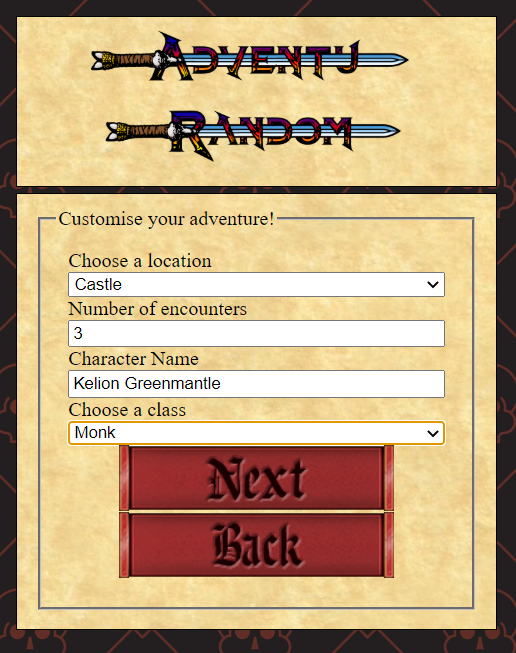 Adventu
Random
Customise your adventure!
Choose a location
Castle
Number of encounters
3
Character Name
Kelion Greenmantle
Choose a class
Monk
Next
Back